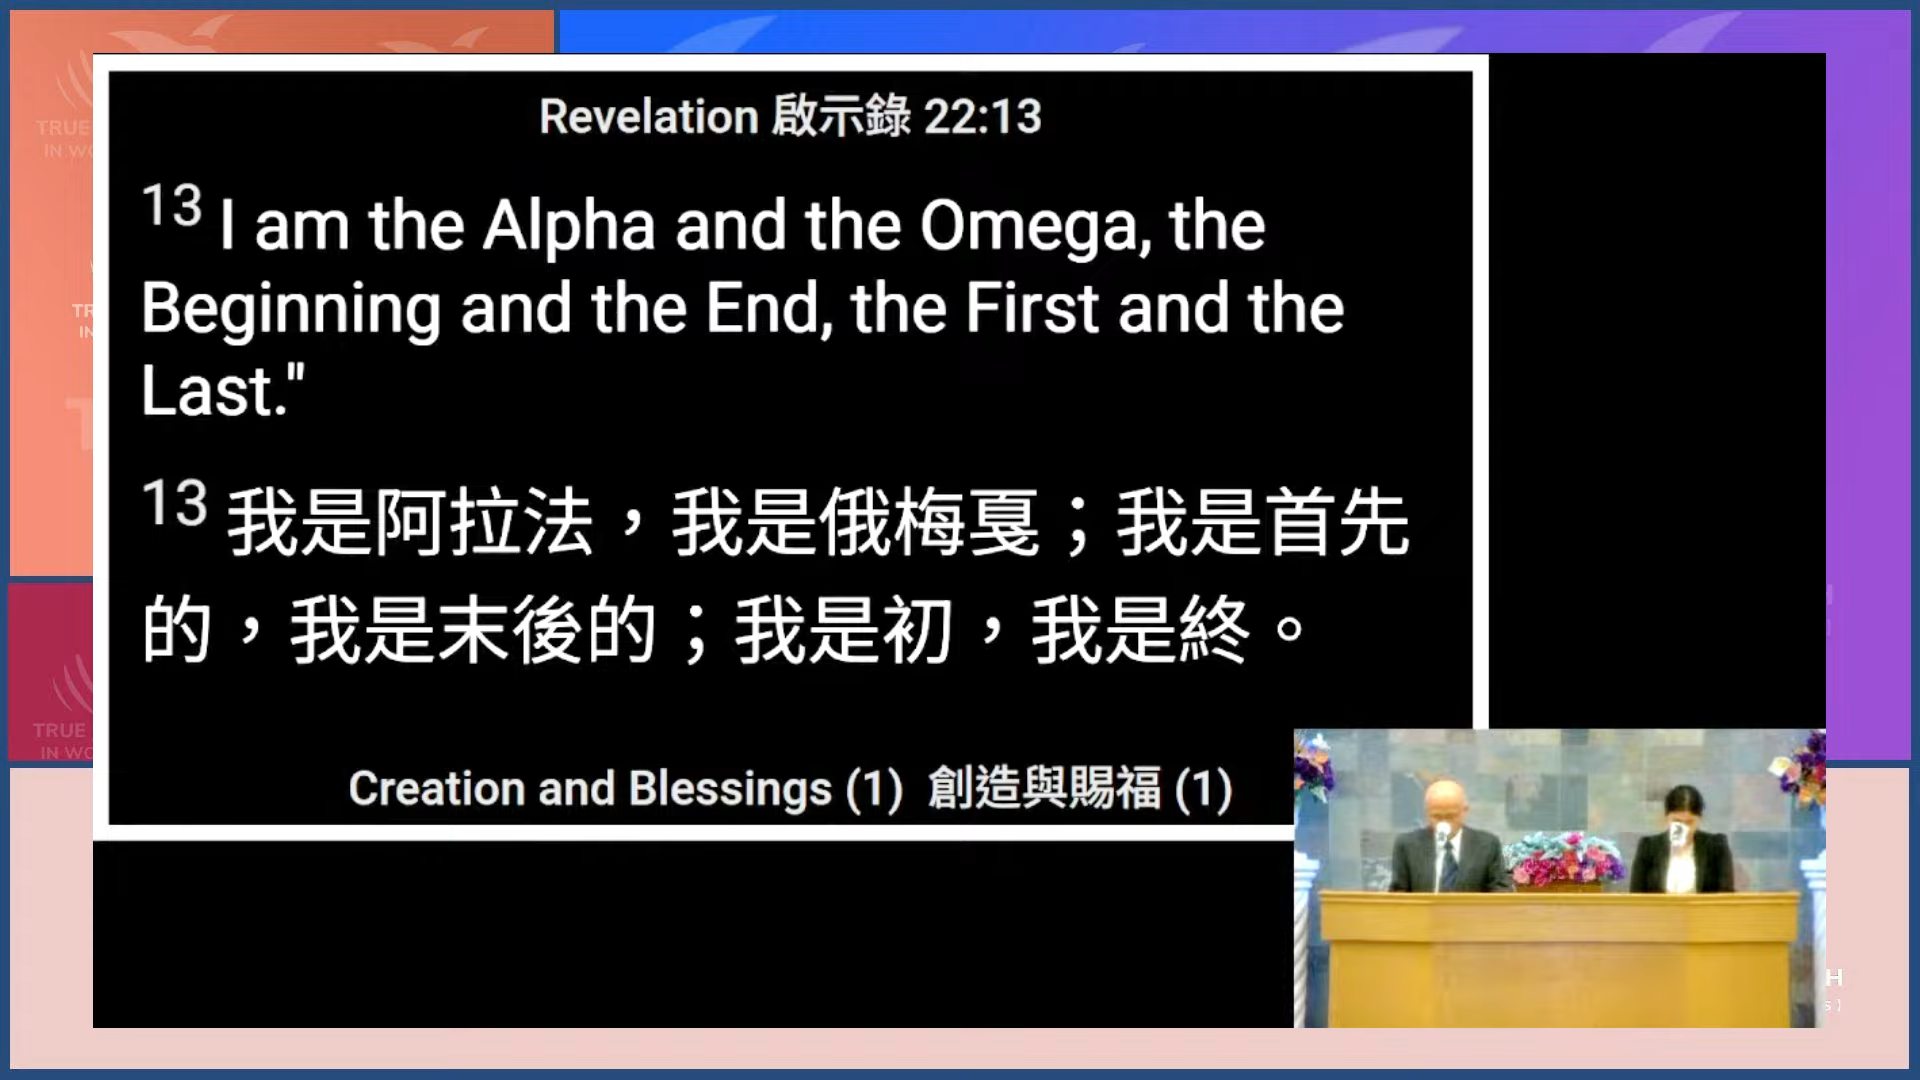 Revelation 啟示錄 22:13
13 I am the Alpha and the Omega, the
Beginning and the End, the First and the
Last."
13 我是阿拉法，我是俄梅戛；我是首先
的，我是末後的；我是初，我是終。
Creation and Blessings (1) 創造與賜福 (1)
TRUE
TRUE